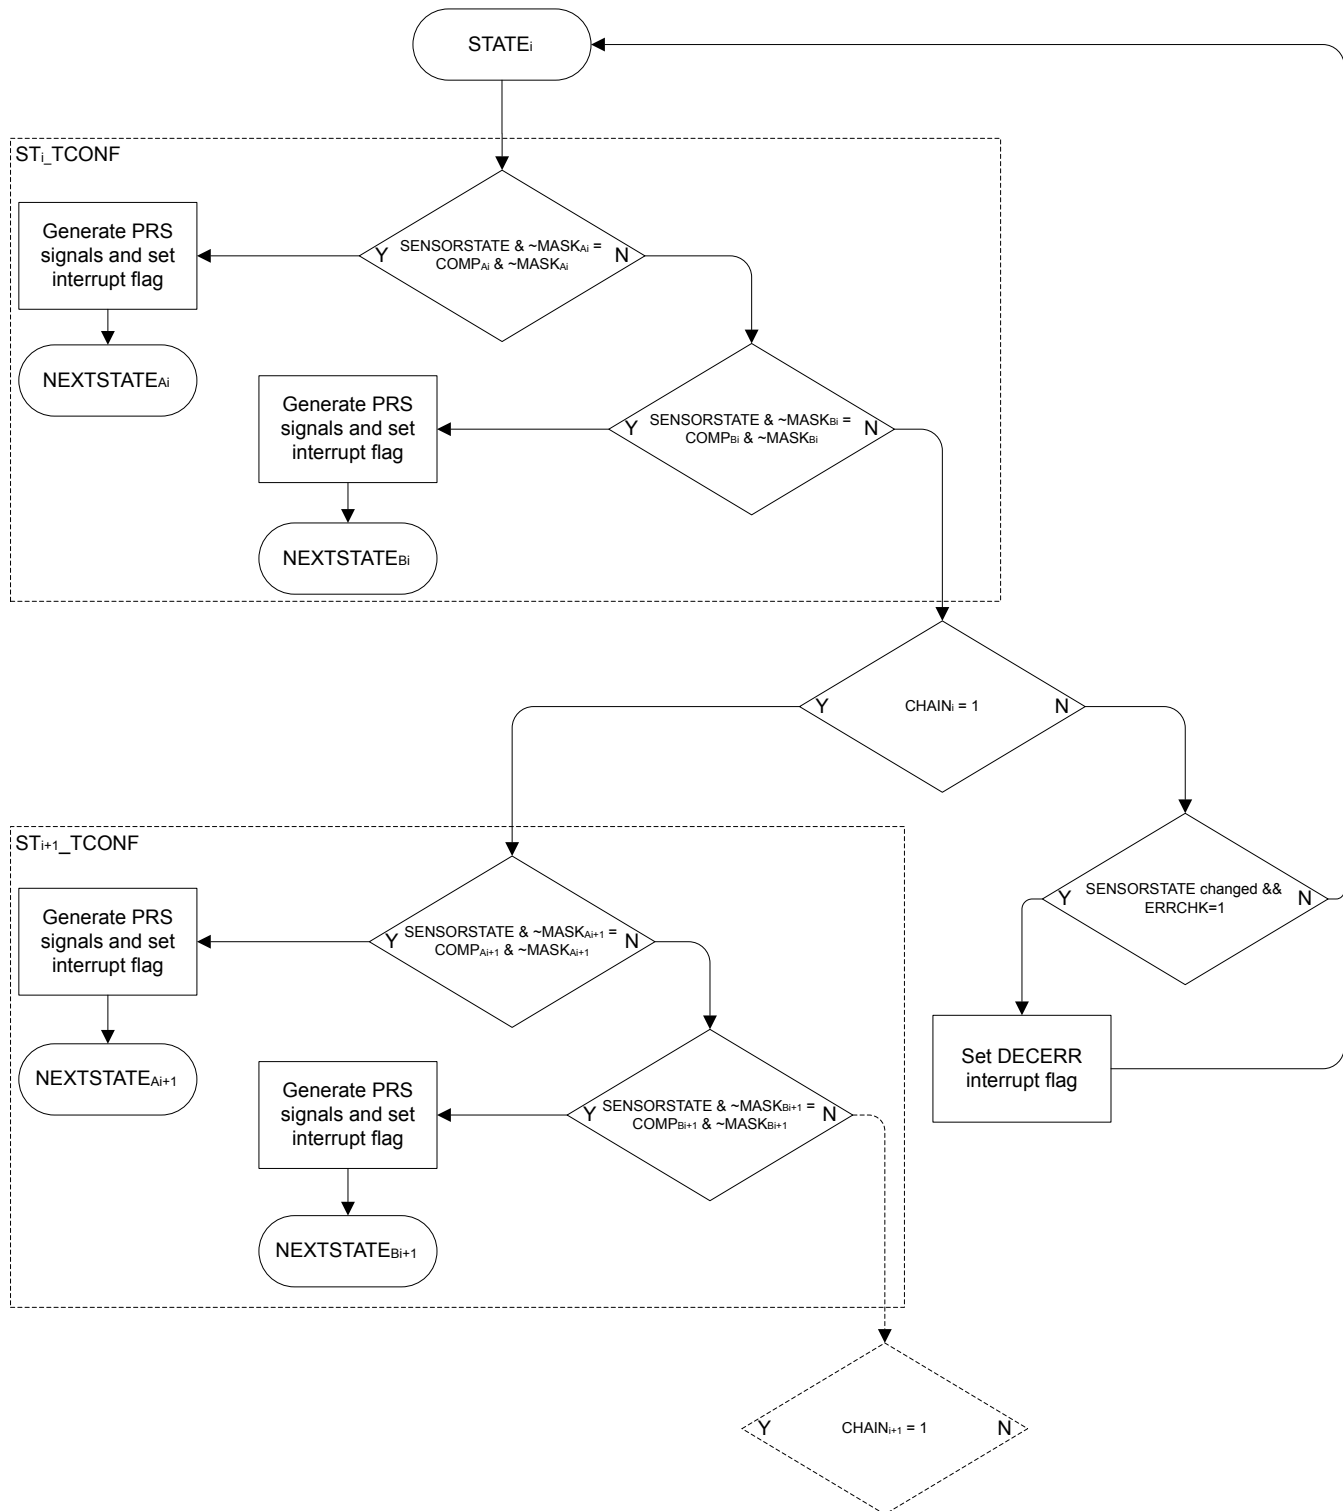 STATEi
STi_TCONF
Generate PRS
signals and set
interrupt flag
Y
SENSORSTATE & ~MASKAi =
COMPAi & ~MASKAi
N
NEXTSTATEAi
Generate PRS
signals and set
interrupt flag
Y
SENSORSTATE & ~MASKBi =
COMPBi & ~MASKBi
N
NEXTSTATEBi
Y
CHAINi = 1
N
STi+1_TCONF
Generate PRS
signals and set
interrupt flag
Y
SENSORSTATE & ~MASKAi+1 =
COMPAi+1 & ~MASKAi+1
N
Y
SENSORSTATE changed &&
ERRCHK=1
N
NEXTSTATEAi+1
Generate PRS
signals and set
interrupt flag
Y
SENSORSTATE & ~MASKBi+1 =
COMPBi+1 & ~MASKBi+1
N
Set DECERR
interrupt flag
NEXTSTATEBi+1
Y
CHAINi+1 = 1
N